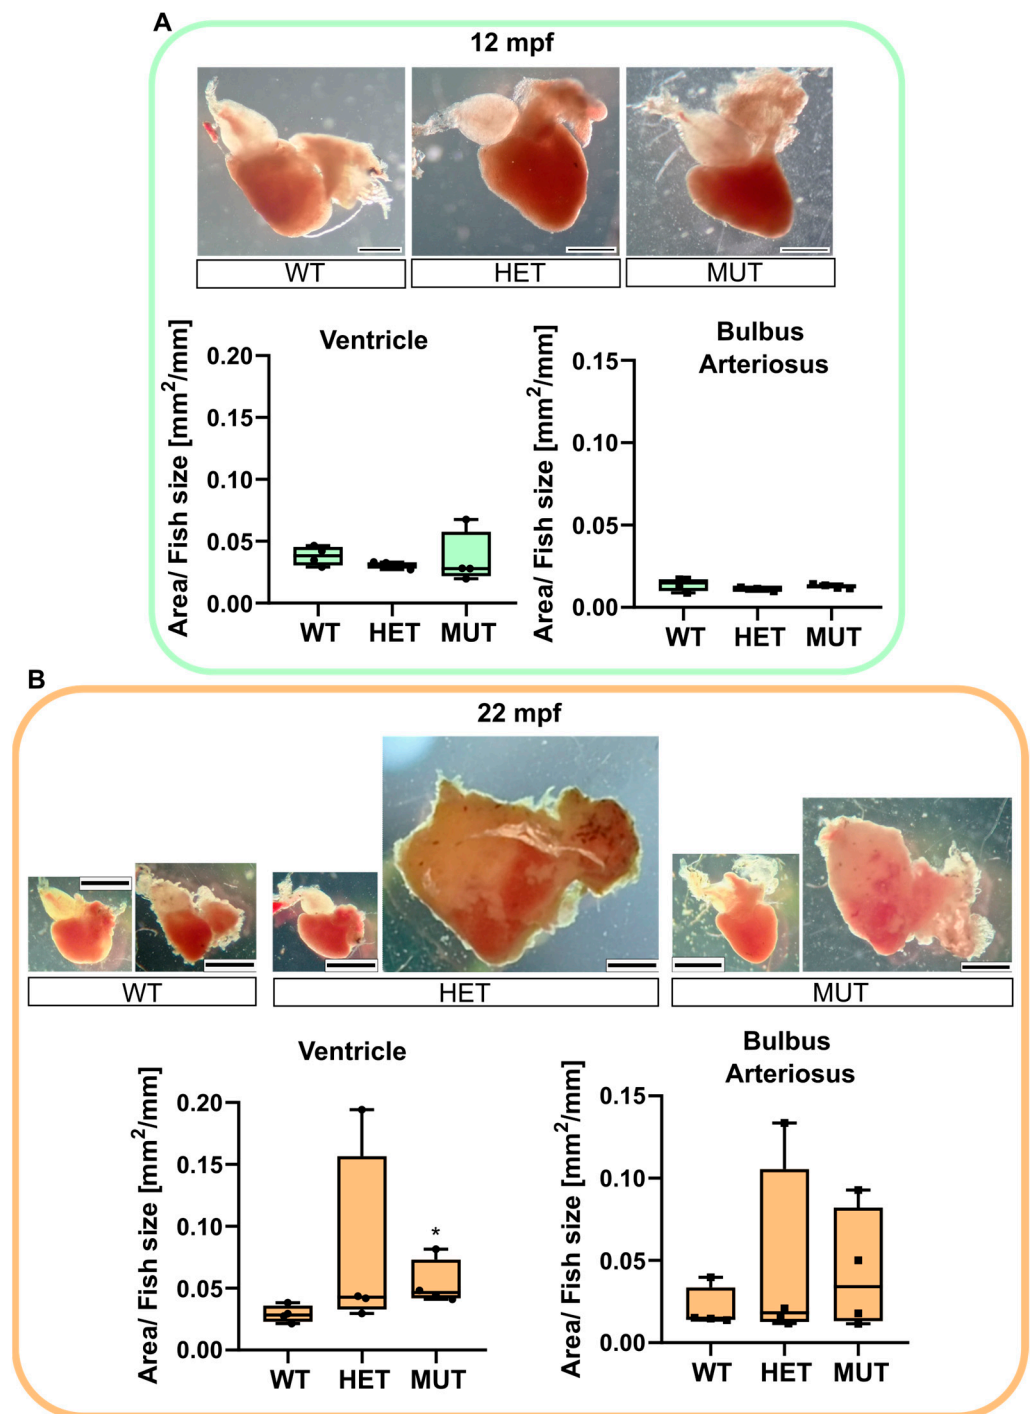 A
12 mpf
WT
HET
MUT
Ventricle
Area/ Fish size [mm²/mm]
0.20
0.15
0.10
0.05
0.00
WT
HET
MUT
Bulbus
Arteriosus
Area/ Fish size [mm²/mm]
0.15
0.10
0.05
0.00
WT
HET
MUT
B
22 mpf
WT
HET
MUT
Ventricle
Area/ Fish size [mm²/mm]
0.20
0.15
0.10
0.05
0.00
*
WT
HET
MUT
Bulbus
Arteriosus
Area/ Fish size [mm²/mm]
0.15
0.10
0.05
0.00
WT
HET
MUT